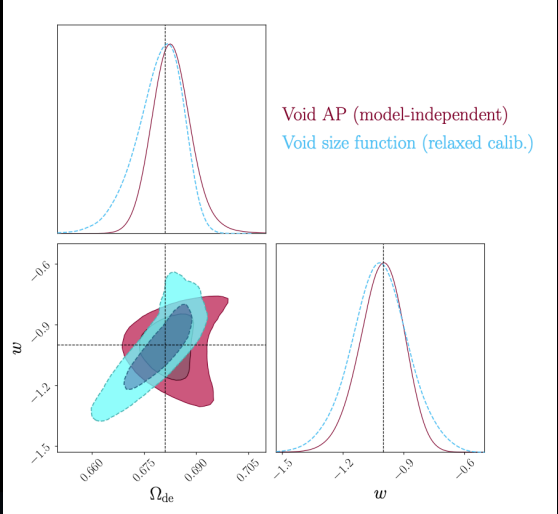 Void AP (model-independent)
Void size function (relaxed calib.)
w
−0.6
−0.9
−1.2
−1.5
0.660
0.675
0.690
0.705
Ω_de
−1.5
−1.2
−0.9
−0.6
w